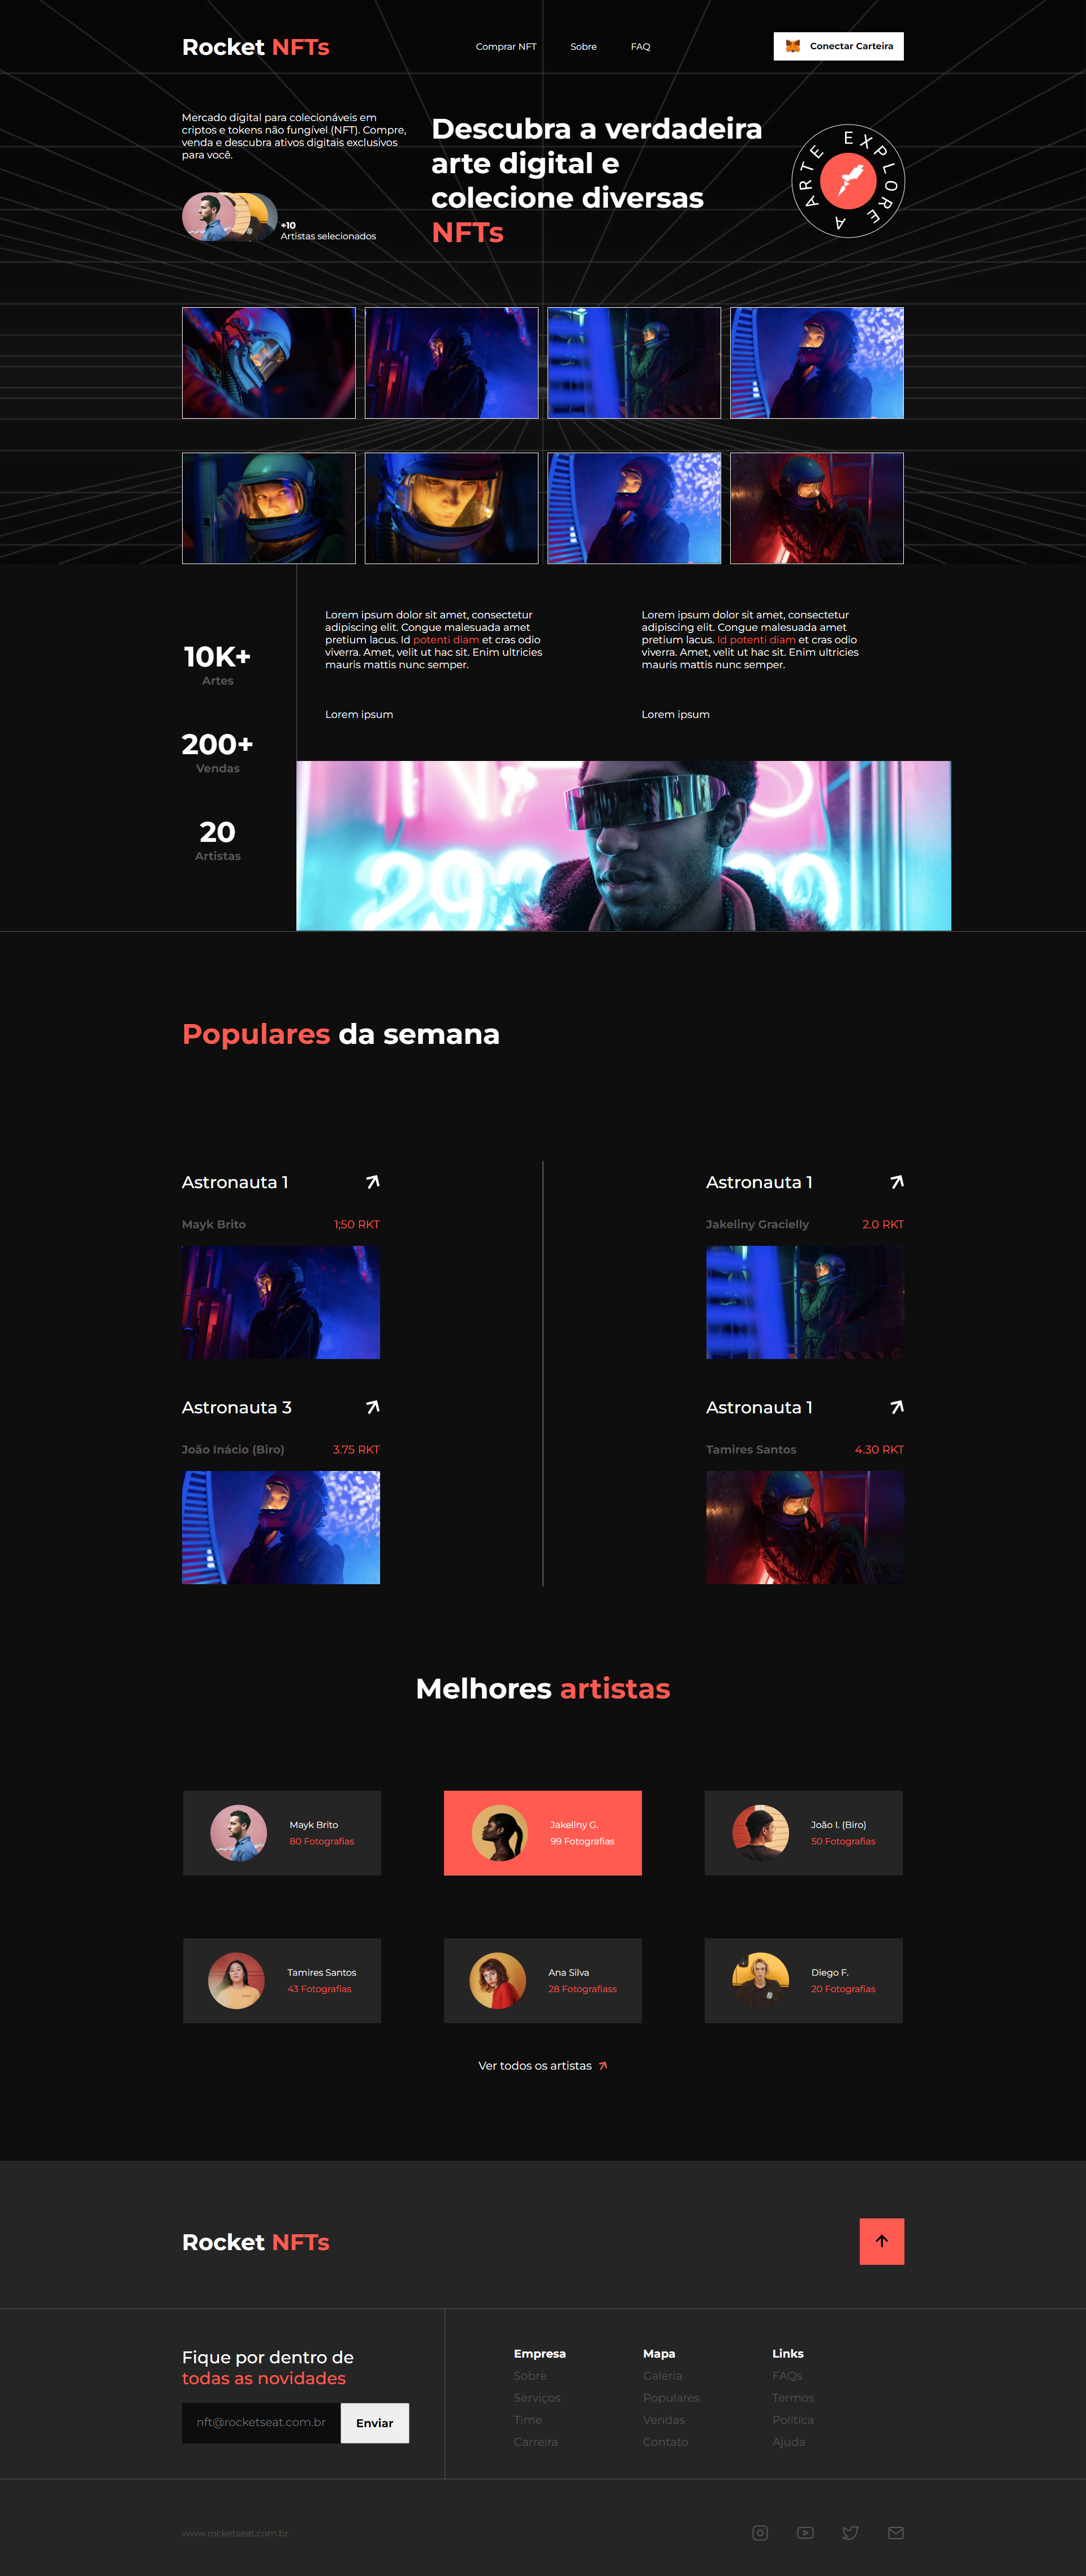 Rocket NFTs
Comprar NFT
Sobre
FAQ
Conectar Carteira
Mercado digital para colecionáveis em
criptos e tokens não fungível (NFT). Compre,
venda e descubra ativos digitais exclusivos
para você.
+10
Artistas selecionados
Descubra a verdadeira
arte digital e
colecione diversas
NFTs
EXPLORE A ARTE
10K+
Artes
200+
Vendas
20
Artistas
Lorem ipsum dolor sit amet, consectetur
adipiscing elit. Congue malesuada amet
pretium lacus. Id potenti diam et cras odio
viverra. Amet, velit ut hac sit. Enim ultricies
mauris mattis nunc semper.
Lorem ipsum
Lorem ipsum dolor sit amet, consectetur
adipiscing elit. Congue malesuada amet
pretium lacus. Id potenti diam et cras odio
viverra. Amet, velit ut hac sit. Enim ultricies
mauris mattis nunc semper.
Lorem ipsum
Populares da semana
Astronauta 1
Mayk Brito
1;50 RKT
Astronauta 1
Jakeliny Gracielly
2.0 RKT
Astronauta 3
João Inácio (Biro)
3.75 RKT
Astronauta 1
Tamires Santos
4.30 RKT
Melhores artistas
Mayk Brito
80 Fotografias
Jakeliny G.
99 Fotografias
João I. (Biro)
50 Fotografias
Tamires Santos
43 Fotografias
Ana Silva
28 Fotografiass
Diego F.
20 Fotografias
Ver todos os artistas
Rocket NFTs
Fique por dentro de
todas as novidades
nft@rocketseat.com.br
Enviar
Empresa
Sobre
Serviços
Time
Carreira
Mapa
Galeria
Populares
Vendas
Contato
Links
FAQs
Termos
Política
Ajuda
www.rocketseat.com.br